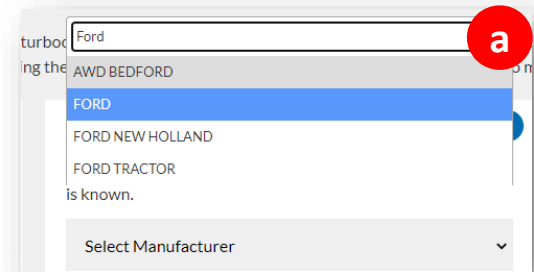 turboc
Ford
a
ing the
AWD BEDFORD
FORD
FORD NEW HOLLAND
FORD TRACTOR
is known.
Select Manufacturer